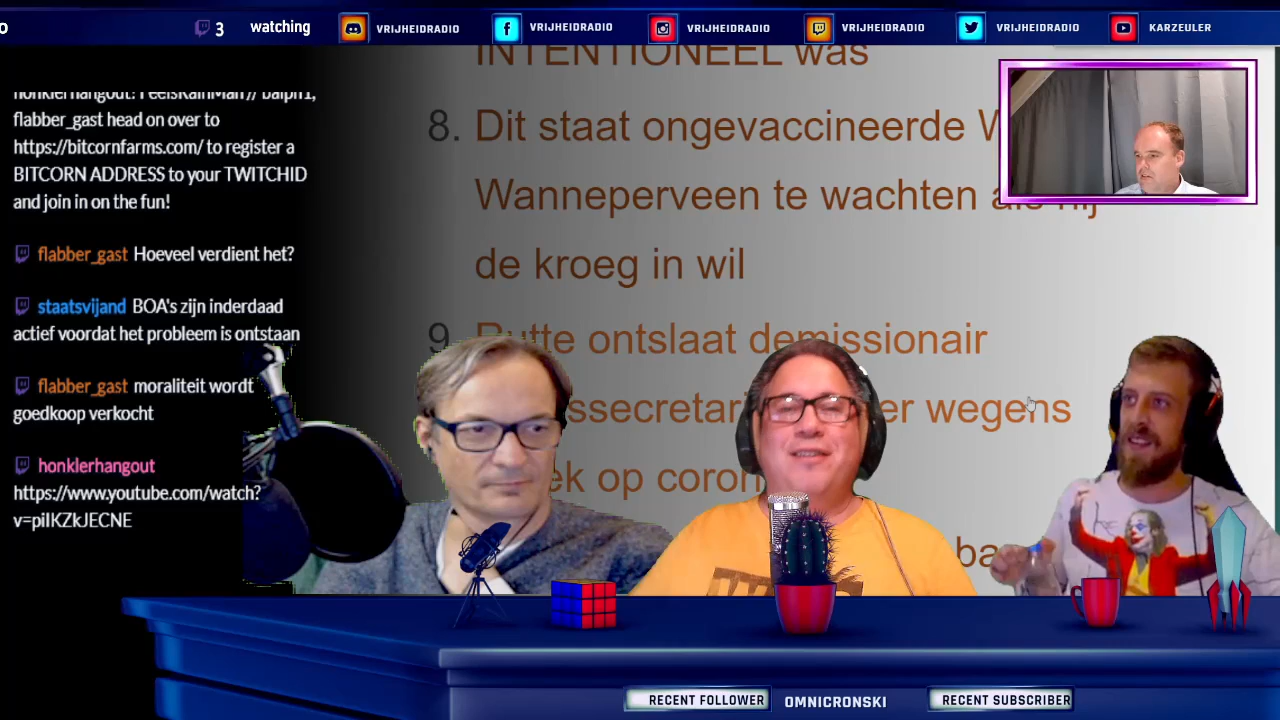 3 watching
VRIJHEIDRADIO
VRIJHEIDRADIO
VRIJHEIDRADIO
VRIJHEIDRADIO
VRIJHEIDRADIO
KARZEULER
flabber_gast head on over to
https://bitcornfarms.com/ to register a
BITCORN ADDRESS to your TWITCHID
and join in on the fun!
flabber_gast Hoeveel verdient het?
staatsvijand BOA's zijn inderdaad
actief voordat het probleem is ontstaan
flabber_gast moraliteit wordt
goedkoop verkocht
honklerhangout
https://www.youtube.com/watch?
v=piIKZkJECNE
INTENTIONEEL was
8. Dit staat ongevaccineerde
Wanneperveen te wachten als hij
de kroeg in wil
9. Rutte ontslaat demissionair
wegens
op
RECENT FOLLOWER
OMNICRONSKI
RECENT SUBSCRIBER